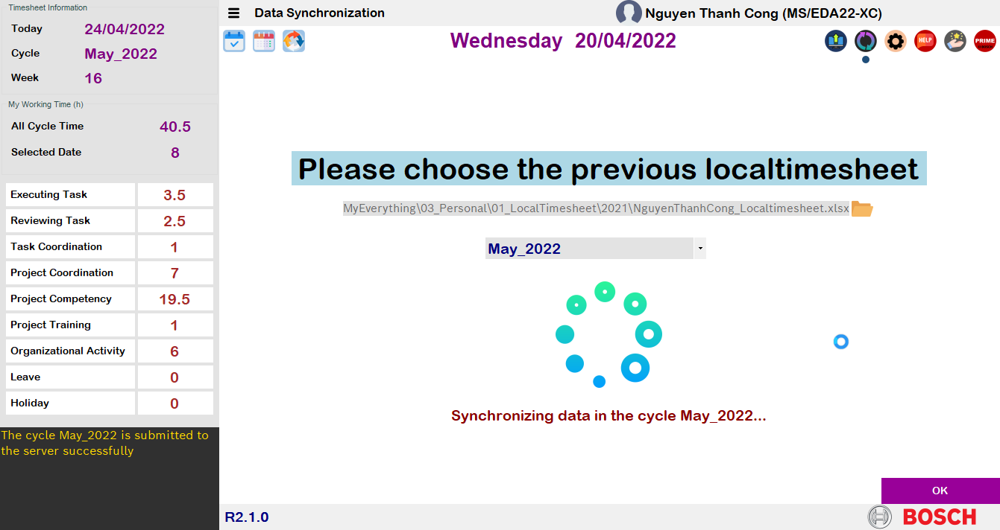 Timesheet Information
Today 24/04/2022
Cycle May_2022
Week 16
My Working Time (h)
All Cycle Time 40.5
Selected Date 8
Executing Task 3.5
Reviewing Task 2.5
Task Coordination 1
Project Coordination 7
Project Competency 19.5
Project Training 1
Organizational Activity 6
Leave 0
Holiday 0
The cycle May_2022 is submitted to
the server successfully
Data Synchronization
Nguyen Thanh Cong (MS/EDA22-XC)
Wednesday 20/04/2022
HELP
PRIME
Please choose the previous localtimesheet
MyEverything\03_Personal\01_LocalTimesheet\2021\NguyenThanhCong_Localtimesheet.xlsx
May_2022
Synchronizing data in the cycle May_2022...
OK
R2.1.0
BOSCH